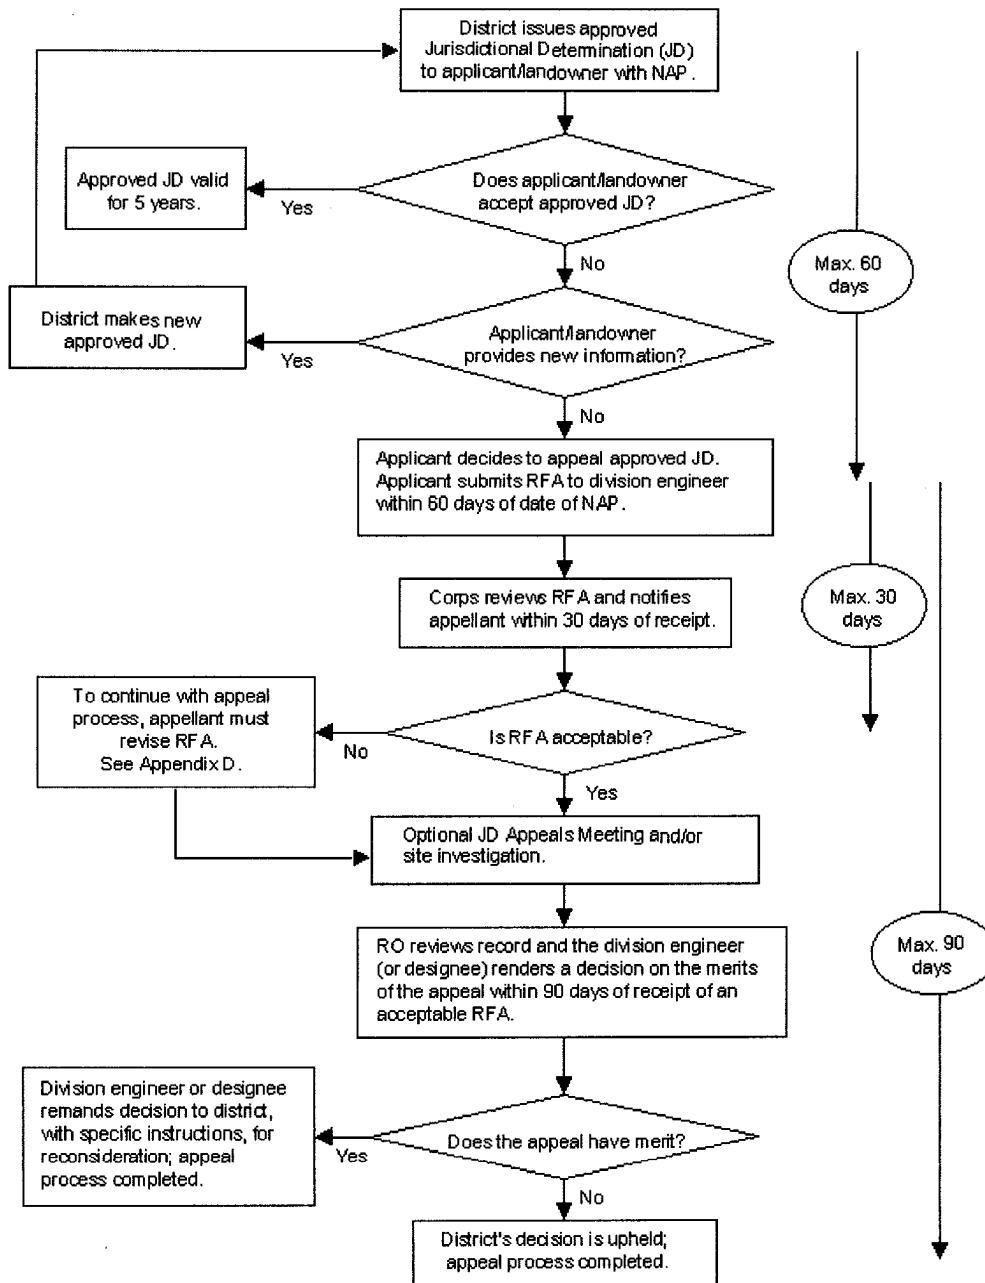 District issues approved
Jurisdictional Determination (JD)
to applicant/landowner with NAP.
Does applicant/landowner
accept approved JD?
Yes
Approved JD valid
for 5 years.
No
Max. 60
days
Applicant/landowner
provides new information?
Yes
District makes new
approved JD.
No
Applicant decides to appeal approved JD.
Applicant submits RFA to division engineer
within 60 days of date of NAP.
Corps reviews RFA and notifies
appellant within 30 days of receipt.
Max. 30
days
Is RFA acceptable?
No
To continue with appeal
process, appellant must
revise RFA.
See Appendix D.
Yes
Optional JD Appeals Meeting and/or
site investigation.
RO reviews record and the division engineer
(or designee) renders a decision on the merits
of the appeal within 90 days of receipt of an
acceptable RFA.
Max. 90
days
Does the appeal have merit?
Yes
Division engineer or designee
remands decision to district,
with specific instructions, for
reconsideration; appeal
process completed.
No
District's decision is upheld;
appeal process completed.